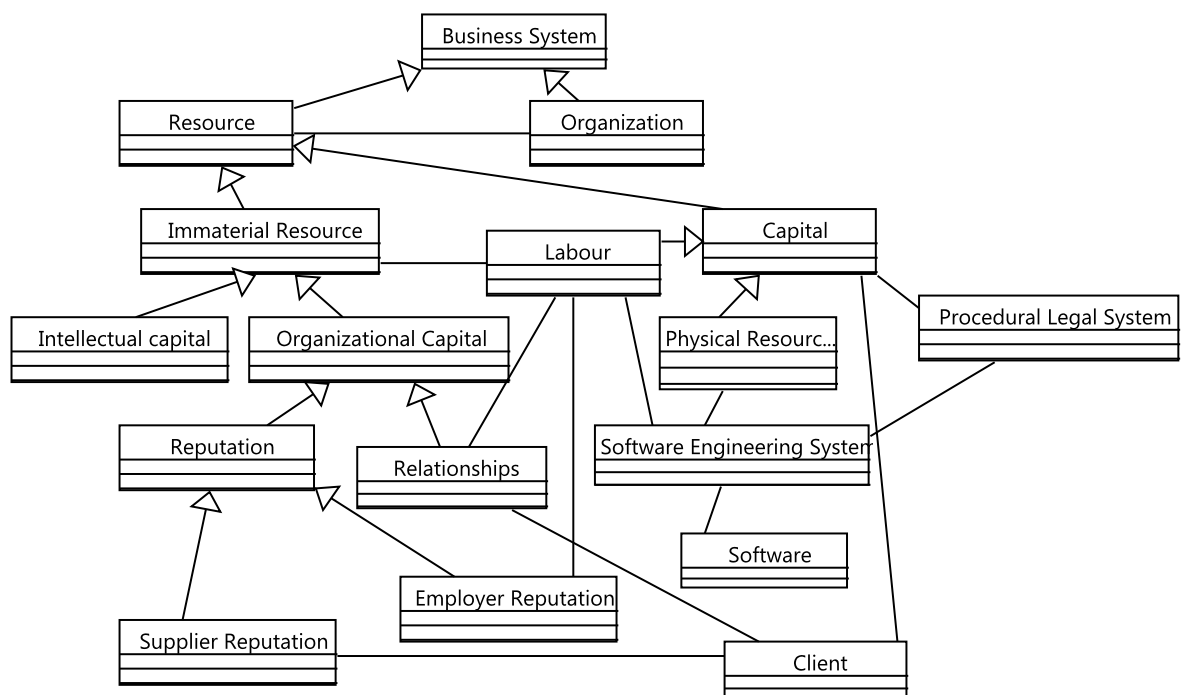 Business System
Resource
Organization
Immaterial Resource
Labour
Capital
Intellectual capital
Organizational Capital
Physical Resourc...
Procedural Legal System
Reputation
Relationships
Software Engineering System
Software
Employer Reputation
Supplier Reputation
Client